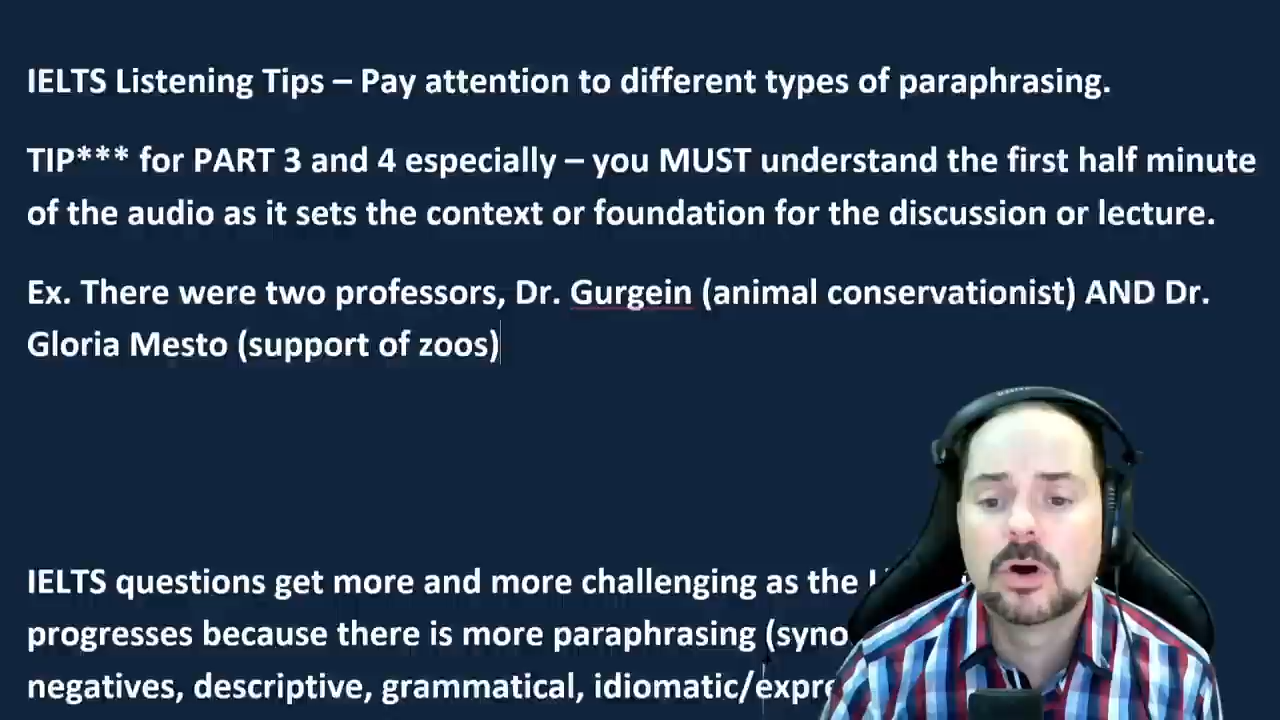 IELTS Listening Tips – Pay attention to different types of paraphrasing.
TIP*** for PART 3 and 4 especially – you MUST understand the first half minute
of the audio as it sets the context or foundation for the discussion or lecture.
Ex. There were two professors, Dr. Gurgein (animal conservationist) AND Dr.
Gloria Mesto (support of zoos)
IELTS questions get more and more challenging as the
progresses because there is more paraphrasing
negatives, descriptive, grammatical,